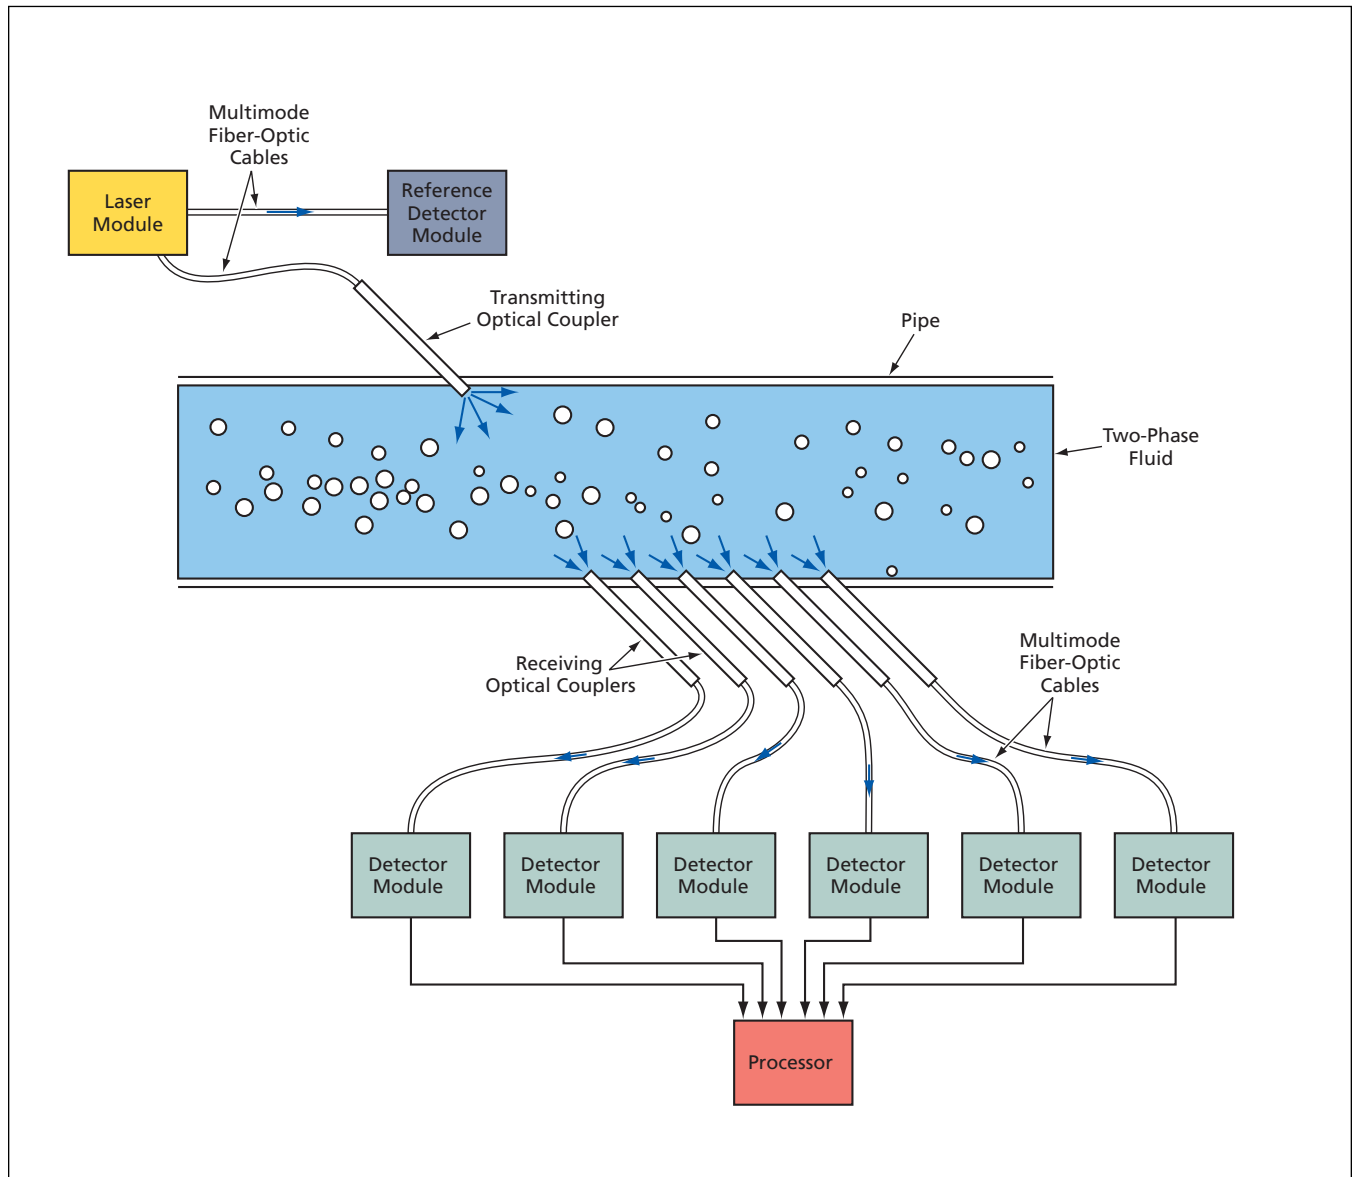 Multimode
Fiber-Optic
Cables
Laser
Module
Reference
Detector
Module
Transmitting
Optical Coupler
Pipe
Two-Phase
Fluid
Receiving
Optical Couplers
Multimode
Fiber-Optic
Cables
Detector
Module
Detector
Module
Detector
Module
Detector
Module
Detector
Module
Detector
Module
Processor